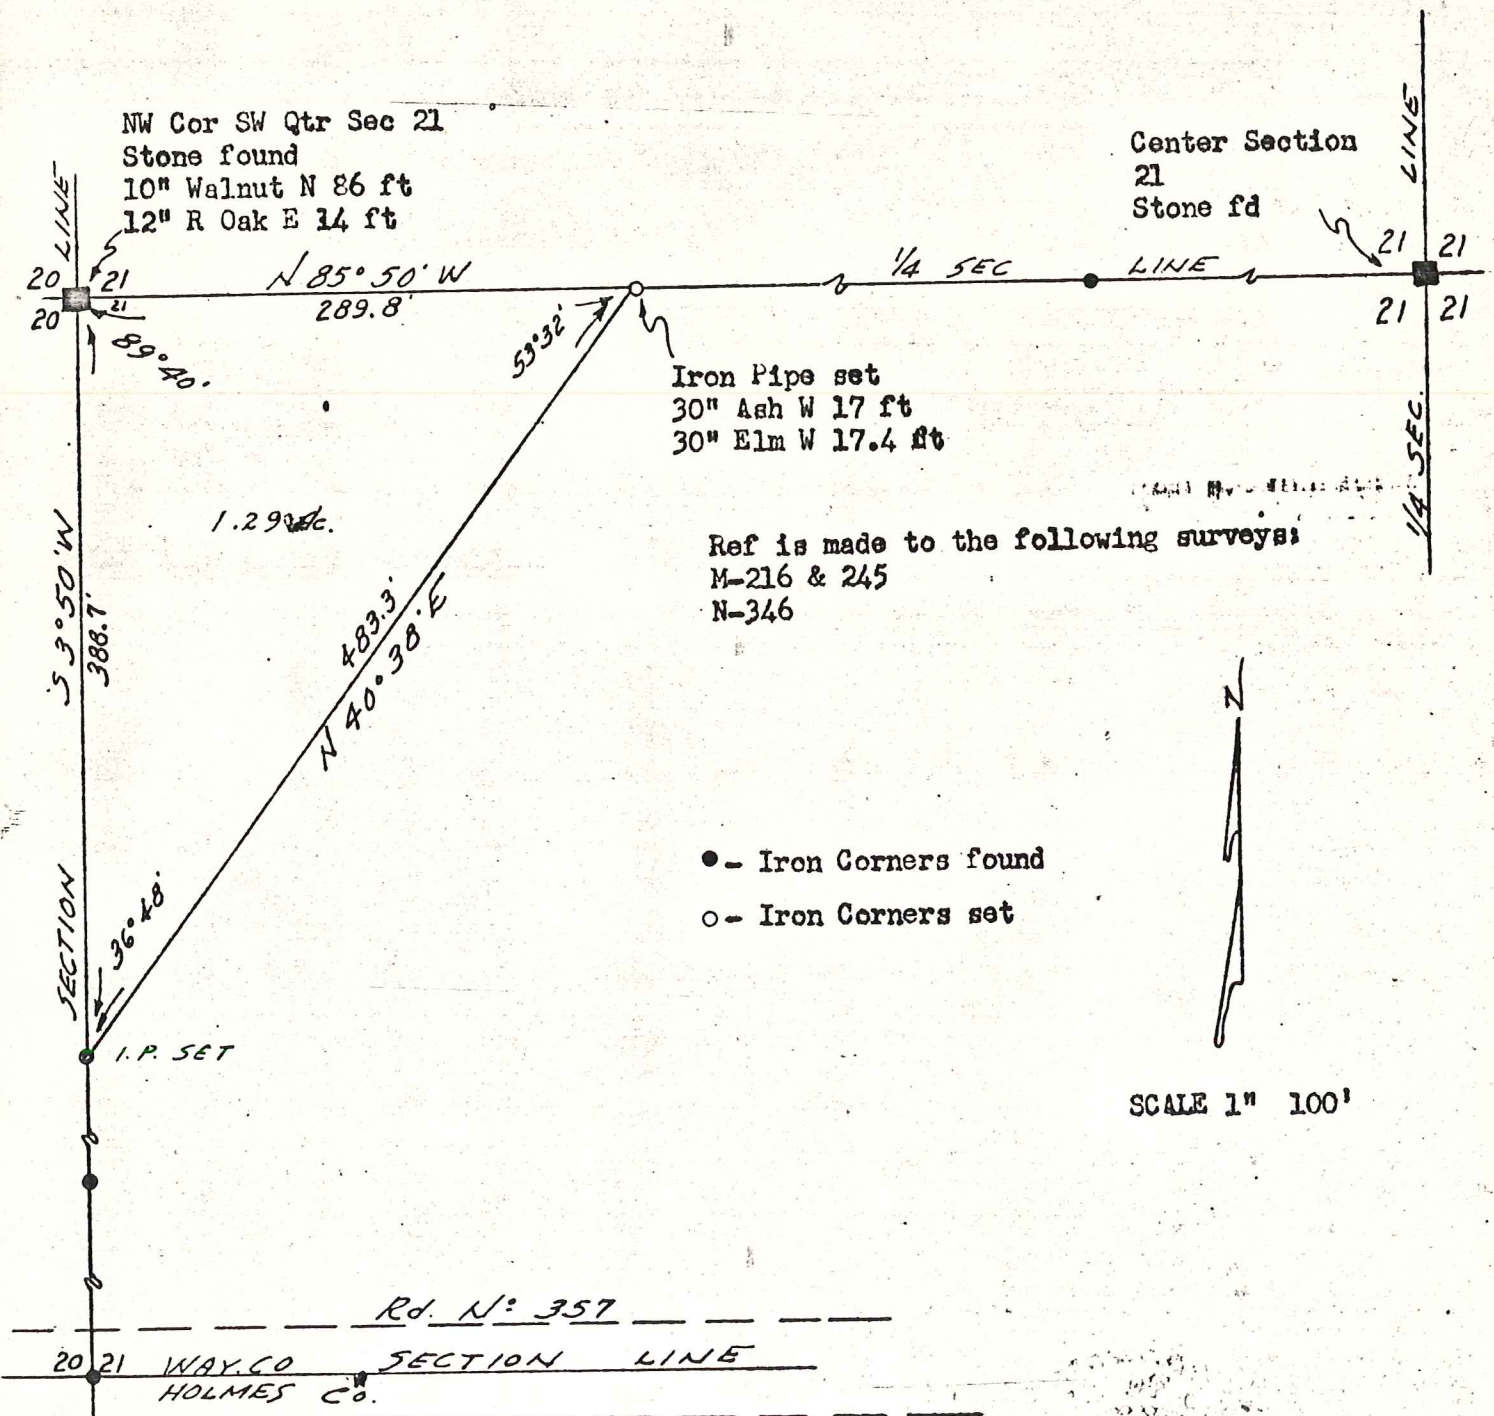 NW Cor SW Qtr Sec 21
Stone found
10" Walnut N 86 ft
12" R Oak E 14 ft
Center Section
21
Stone fd
LINE
LINE
20 21
20 21
N 85° 50' W
289.8'
1/4 SEC LINE
21 21
21 21
89° 40'
53° 32'
Iron Pipe set
30" Ash W 17 ft
30" Elm W 17.4 ft
1/4 SEC.
1.29 Ac.
Ref is made to the following surveys:
M-216 & 245
N-346
S 3° 50' W
388.7'
483.3'
N 40° 38' E
N
● - Iron Corners found
○ - Iron Corners set
SECTION
36° 48'
I.P. SET
SCALE 1" 100'
Rd. No: 357
20 21 WAY. CO SECTION LINE
HOLMES Co.